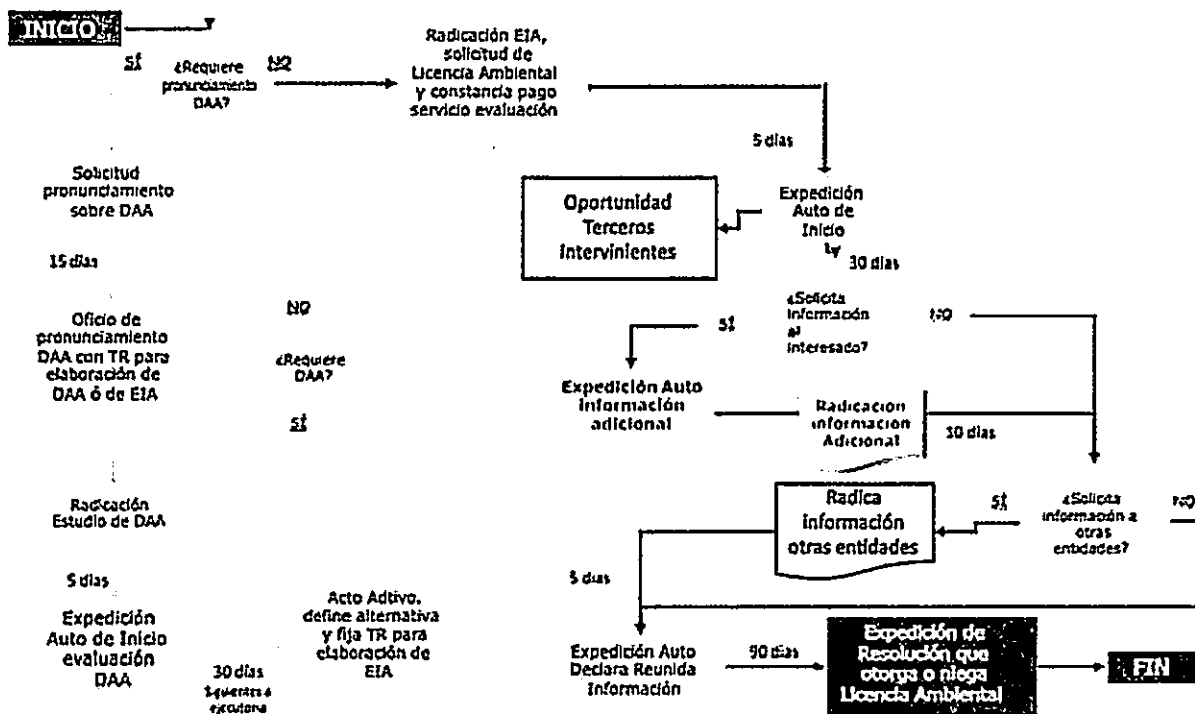 INICIO
SÍ
¿Requiere
pronunciamiento
DAA?
NO
Radicación EIA,
solicitud de
Licencia Ambiental
y constancia pago
servicio evaluación
5 días
Solicitud
pronunciamiento
sobre DAA
Oportunidad
Terceros
Intervinientes
Expedición
Auto de
Inicio
15 días
30 días
Oficio de
pronunciamiento
DAA con TR para
elaboración de
DAA ó de EIA
NO
¿Requiere
DAA?
SÍ
SÍ
¿Solicita
Información
al
Interesado?
NO
Expedición Auto
información
adicional
Radicación
Información
Adicional
Radicación
Estudio de DAA
Radica
información
otras entidades
SÍ
¿Solicita
información a
otras
entidades?
NO
5 días
Expedición
Auto de Inicio
evaluación
DAA
30 días
Acto Adtivo.
define alternativa
y fija TR para
elaboración de
EIA
Expedición Auto
Declara Reunida
Información
90 días
Expedición de
Resolución que
otorga o niega
Licencia Ambiental
FIN